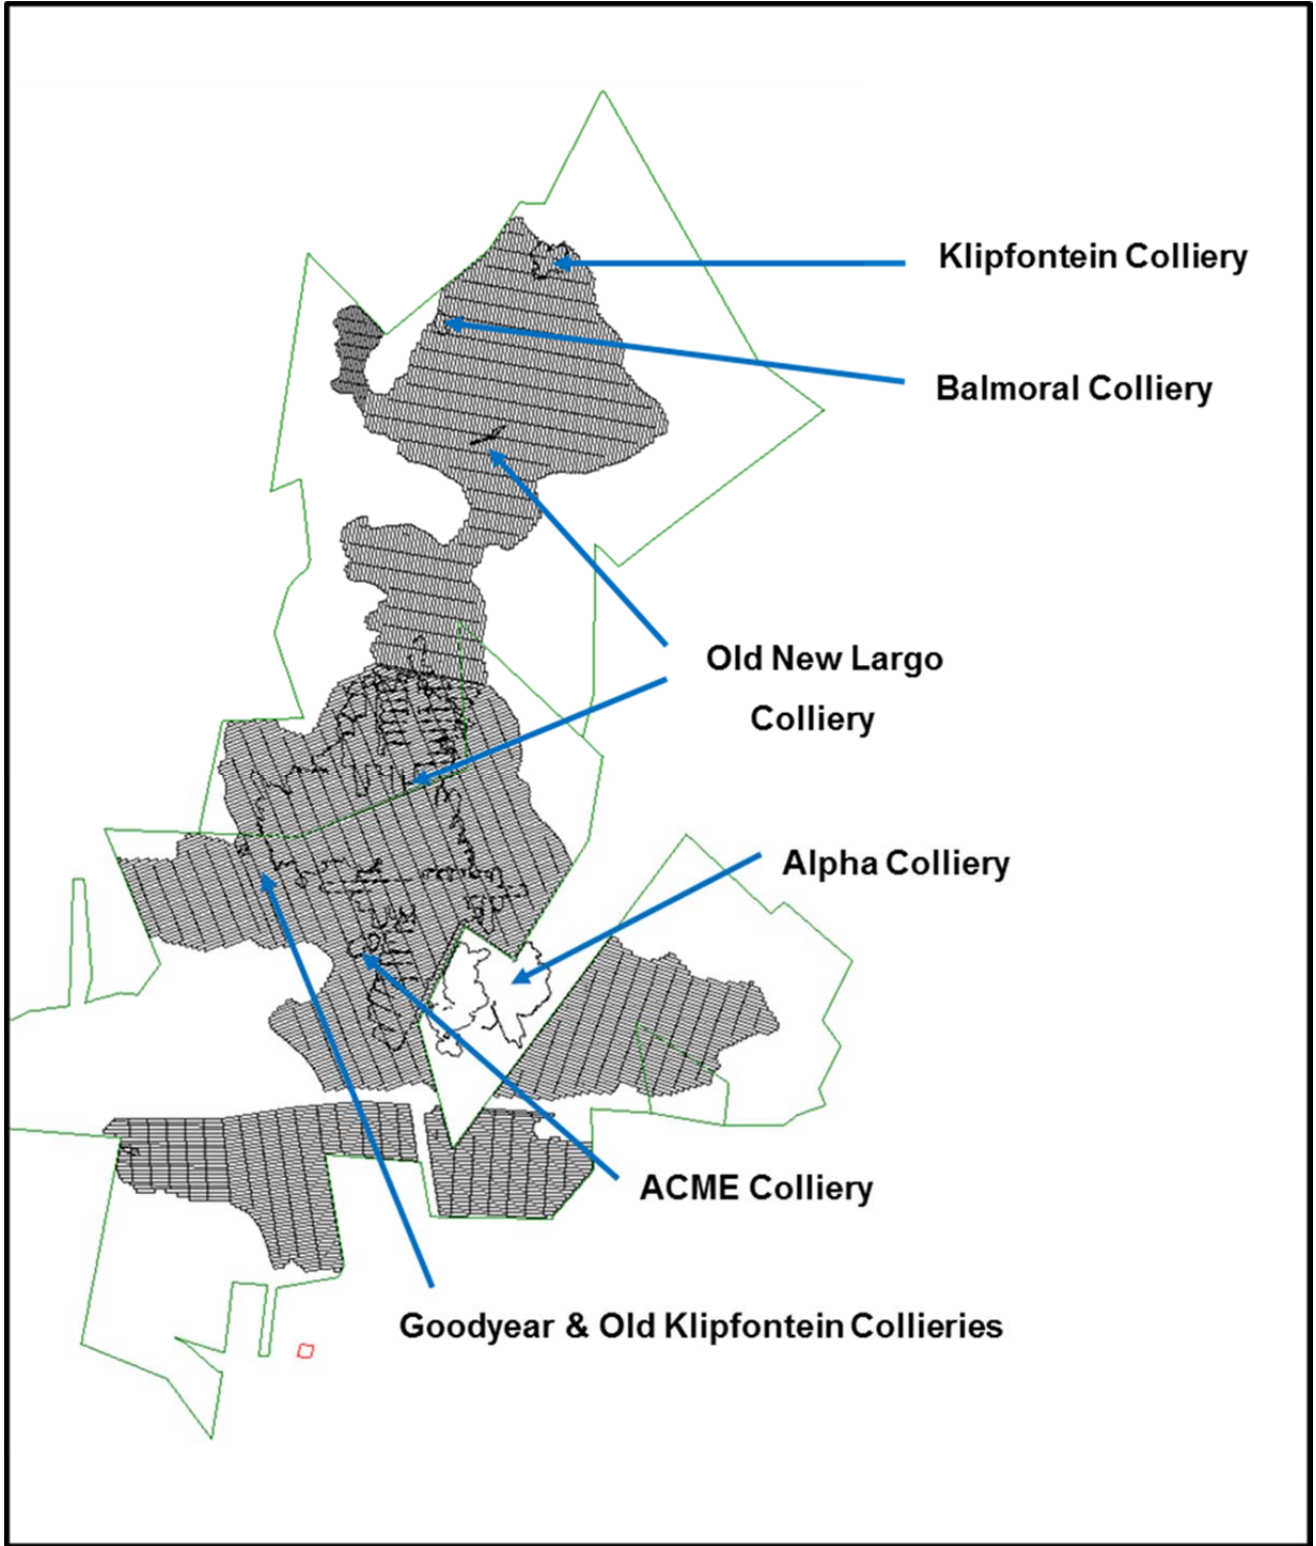 Klipfontein Colliery
Balmoral Colliery
Old New Largo
Colliery
Alpha Colliery
ACME Colliery
Goodyear & Old Klipfontein Collieries